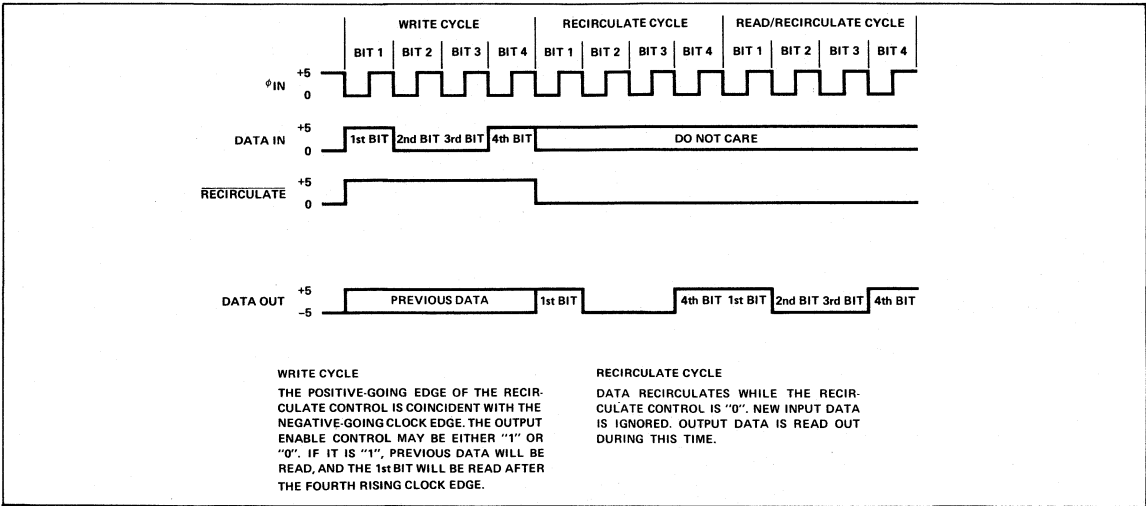 WRITE CYCLE RECIRCULATE CYCLE READ/RECIRCULATE CYCLE
BIT 1 BIT 2 BIT 3 BIT 4 BIT 1 BIT 2 BIT 3 BIT 4 BIT 1 BIT 2 BIT 3 BIT 4
ϕIN +5
0
DATA IN +5 1st BIT 2nd BIT 3rd BIT 4th BIT DO NOT CARE
0
RECIRCULATE +5
0
DATA OUT +5 PREVIOUS DATA 1st BIT 4th BIT 1st BIT 2nd BIT 3rd BIT 4th BIT
−5
WRITE CYCLE
THE POSITIVE-GOING EDGE OF THE RECIR-
CULATE CONTROL IS COINCIDENT WITH THE
NEGATIVE-GOING CLOCK EDGE. THE OUTPUT
ENABLE CONTROL MAY BE EITHER "1" OR
"0". IF IT IS "1", PREVIOUS DATA WILL BE
READ, AND THE 1st BIT WILL BE READ AFTER
THE FOURTH RISING CLOCK EDGE.
RECIRCULATE CYCLE
DATA RECIRCULATES WHILE THE RECIR-
CULATE CONTROL IS "0". NEW INPUT DATA
IS IGNORED. OUTPUT DATA IS READ OUT
DURING THIS TIME.